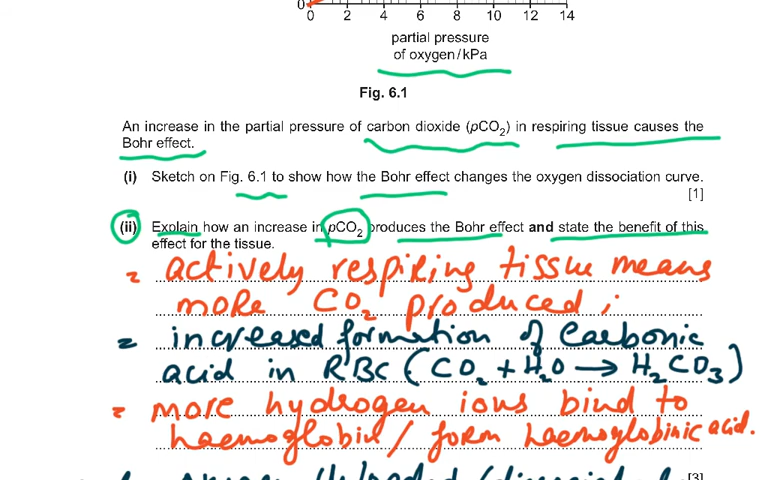 0
0 2 4 6 8 10 12 14
partial pressure
of oxygen/kPa
Fig. 6.1
An increase in the partial pressure of carbon dioxide (pCO₂) in respiring tissue causes the
Bohr effect.
(i) Sketch on Fig. 6.1 to show how the Bohr effect changes the oxygen dissociation curve.
[1]
(ii) Explain how an increase in pCO₂ produces the Bohr effect and state the benefit of this
effect for the tissue.
actively respiring tissue means
more CO₂ produced ;
= increased formation of carbonic
acid in RBC (CO₂ + H₂O → H₂CO₃)
more hydrogen ions bind to
haemoglobin / form haemoglobinic acid.
[3]